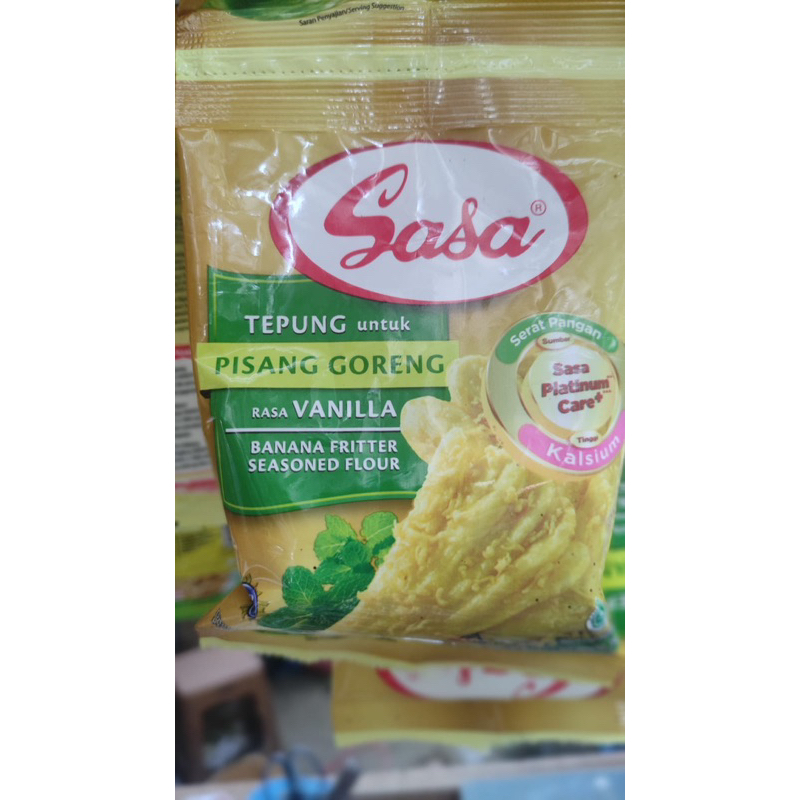 Saran Penyajian/Serving Suggestion
Sasa®
TEPUNG untuk
PISANG GORENG
RASA VANILLA
BANANA FRITTER
SEASONED FLOUR
Serat Pangan
Sumber
Sasa
Platinum
Care+
Tinggi
Kalsium